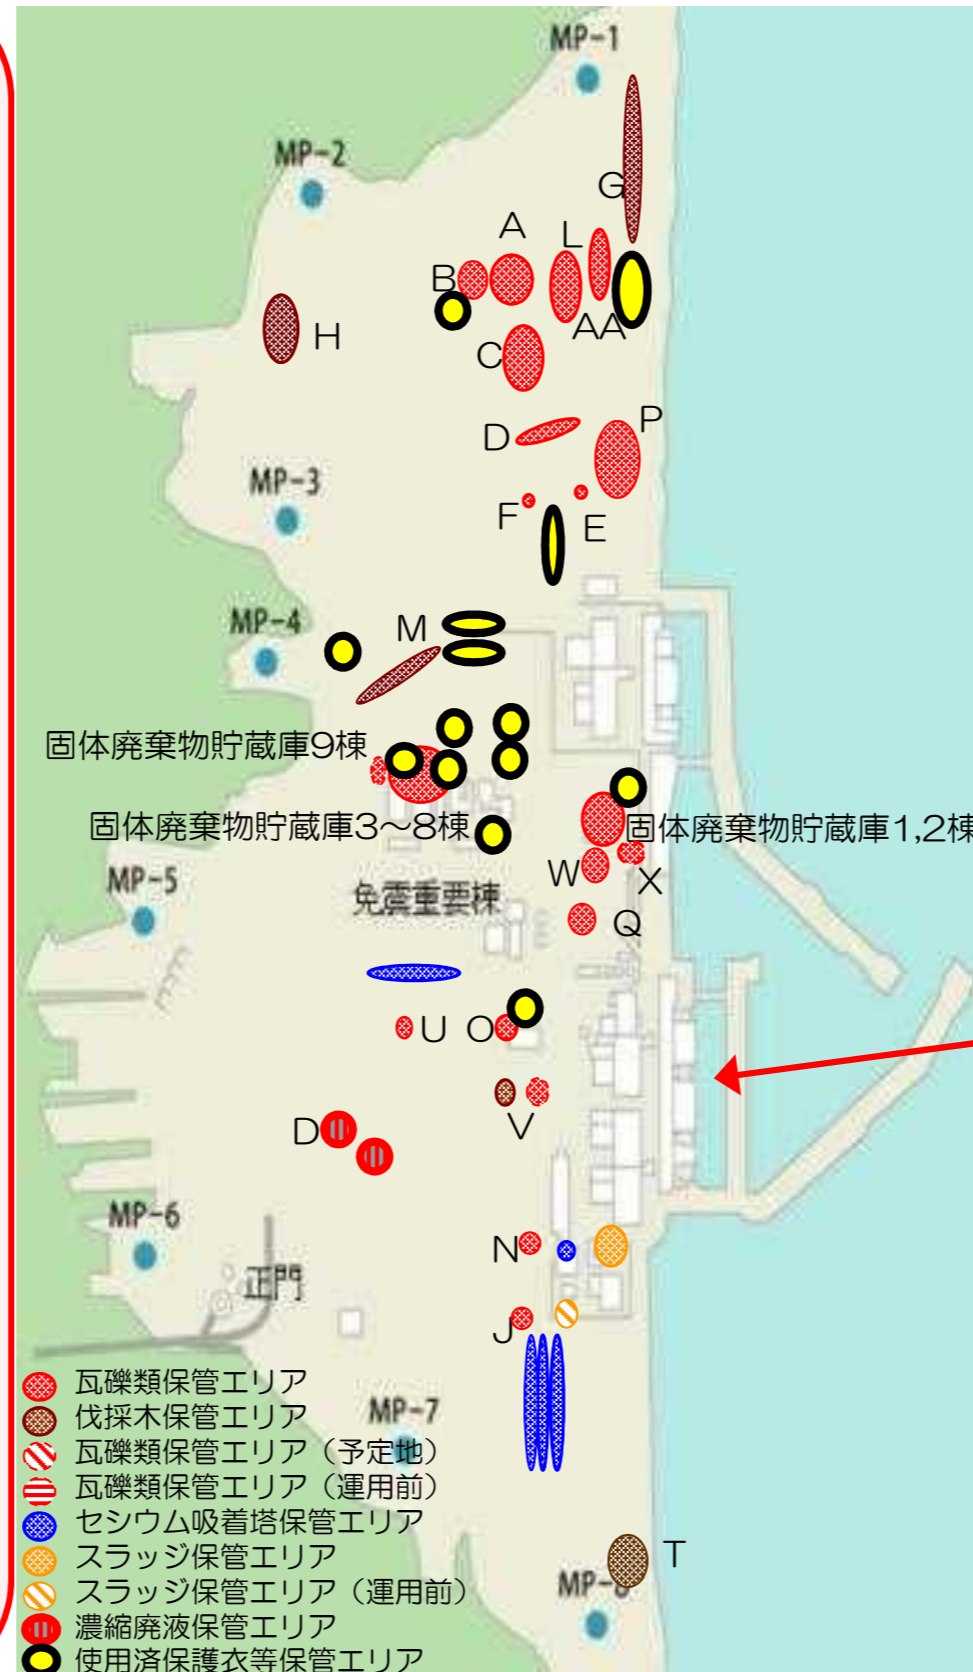 MP-1
MP-2
G
A
L
B
AA
H
C
P
D
MP-3
F
E
MP-4
M
固体廃棄物貯蔵庫9棟
固体廃棄物貯蔵庫3～8棟
固体廃棄物貯蔵庫1,2棟
W
X
MP-5
免震重要棟
Q
U
O
V
D
MP-6
N
正門
J
瓦礫類保管エリア
伐採木保管エリア
MP-7
瓦礫類保管エリア（予定地）
瓦礫類保管エリア（運用前）
セシウム吸着塔保管エリア
スラッジ保管エリア
T
スラッジ保管エリア（運用前）
MP-8
濃縮廃液保管エリア
使用済保護衣等保管エリア